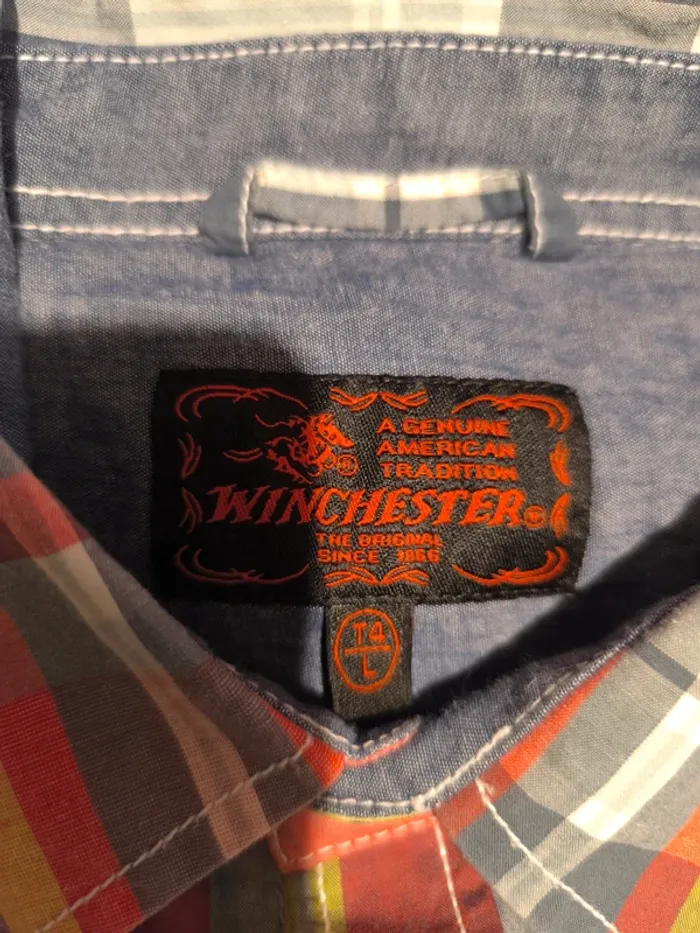 A GENUINE
AMERICAN
TRADITION
®
WINCHESTER®
THE ORIGINAL
SINCE 1866
T4
L